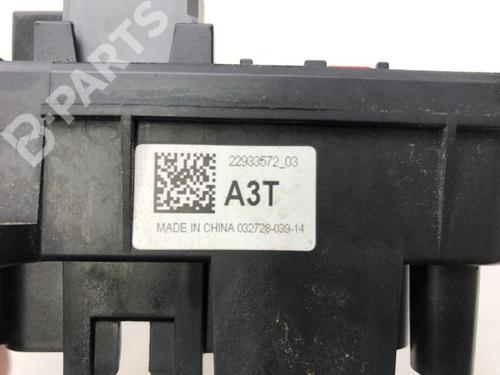 B-PARTS
22933572_03
A3T
MADE IN CHINA 032728-039-14